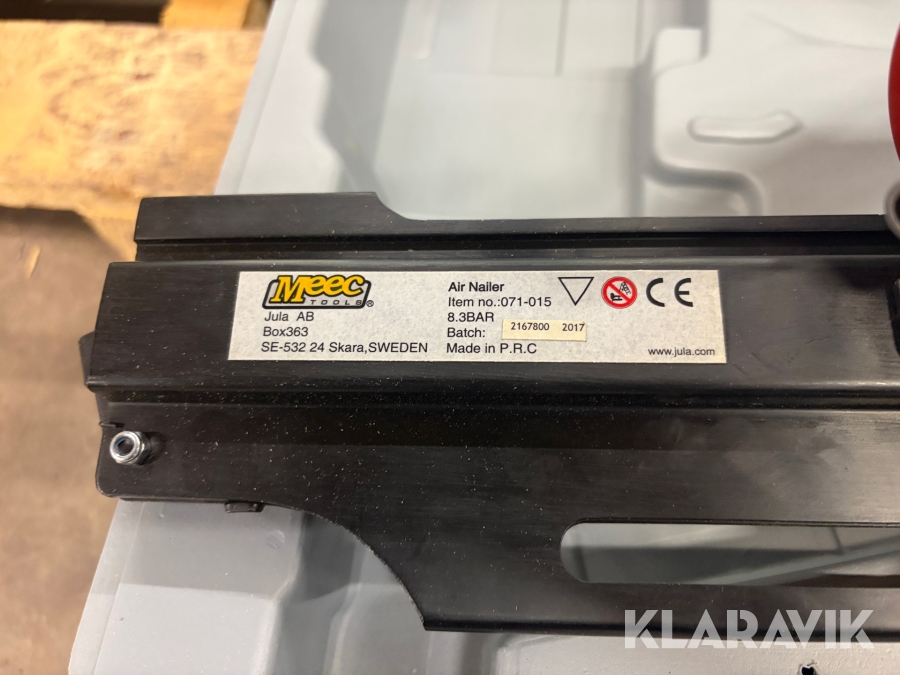 Meec
TOOLS®
Jula AB
Box363
SE-532 24 Skara,SWEDEN
Air Nailer
Item no.:071-015
8.3BAR
Batch: 2167800 2017
Made in P.R.C
CE
www.jula.com
KLARAVIK